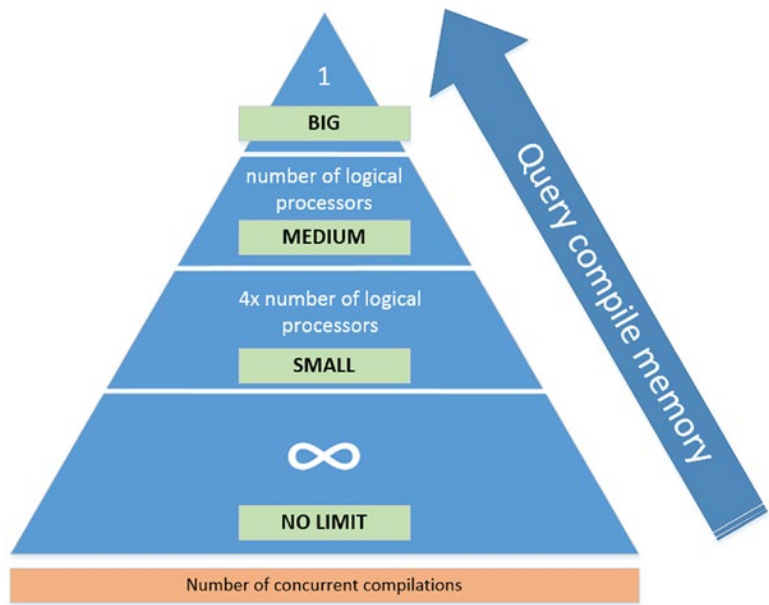 1
BIG
number of logical
processors
MEDIUM
4x number of logical
processors
SMALL
∞
NO LIMIT
Number of concurrent compilations
Query compile memory